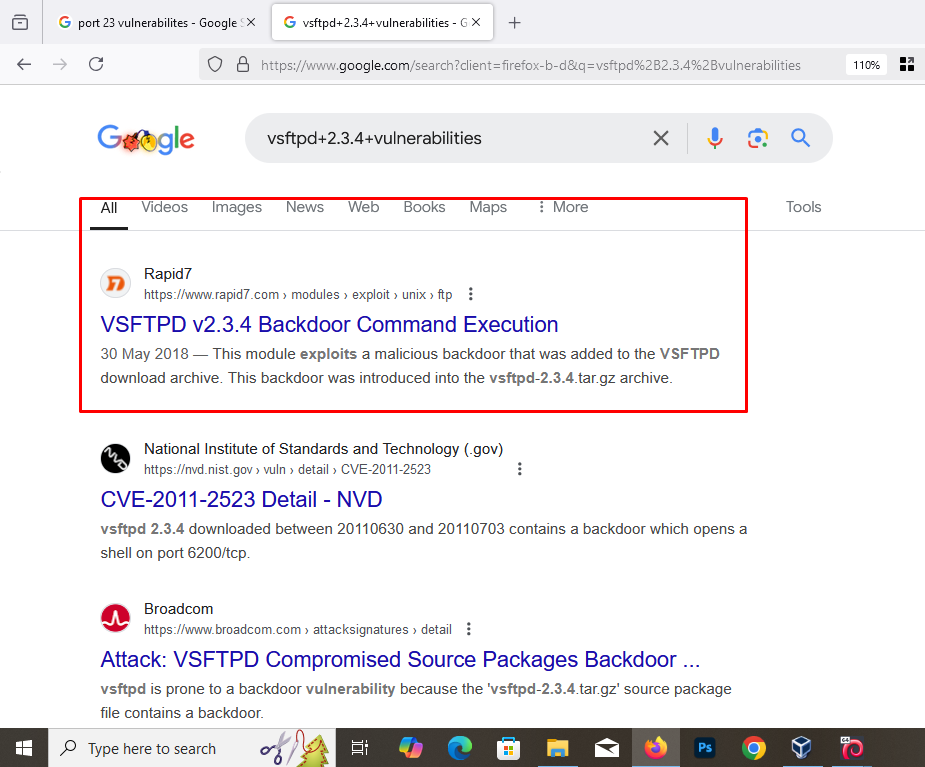 port 23 vulnerabilites - Google S
vsftpd+2.3.4+vulnerabilities - G
https://www.google.com/search?client=firefox-b-d&q=vsftpd%2B2.3.4%2Bvulnerabilities
110%
Google
vsftpd+2.3.4+vulnerabilities
All Videos Images News Web Books Maps More Tools
Rapid7
https://www.rapid7.com › modules › exploit › unix › ftp
VSFTPD v2.3.4 Backdoor Command Execution
30 May 2018 — This module exploits a malicious backdoor that was added to the VSFTPD
download archive. This backdoor was introduced into the vsftpd-2.3.4.tar.gz archive.
National Institute of Standards and Technology (.gov)
https://nvd.nist.gov › vuln › detail › CVE-2011-2523
CVE-2011-2523 Detail - NVD
vsftpd 2.3.4 downloaded between 20110630 and 20110703 contains a backdoor which opens a
shell on port 6200/tcp.
Broadcom
https://www.broadcom.com › attacksignatures › detail
Attack: VSFTPD Compromised Source Packages Backdoor ...
vsftpd is prone to a backdoor vulnerability because the 'vsftpd-2.3.4.tar.gz' source package
file contains a backdoor.
Type here to search
Ps